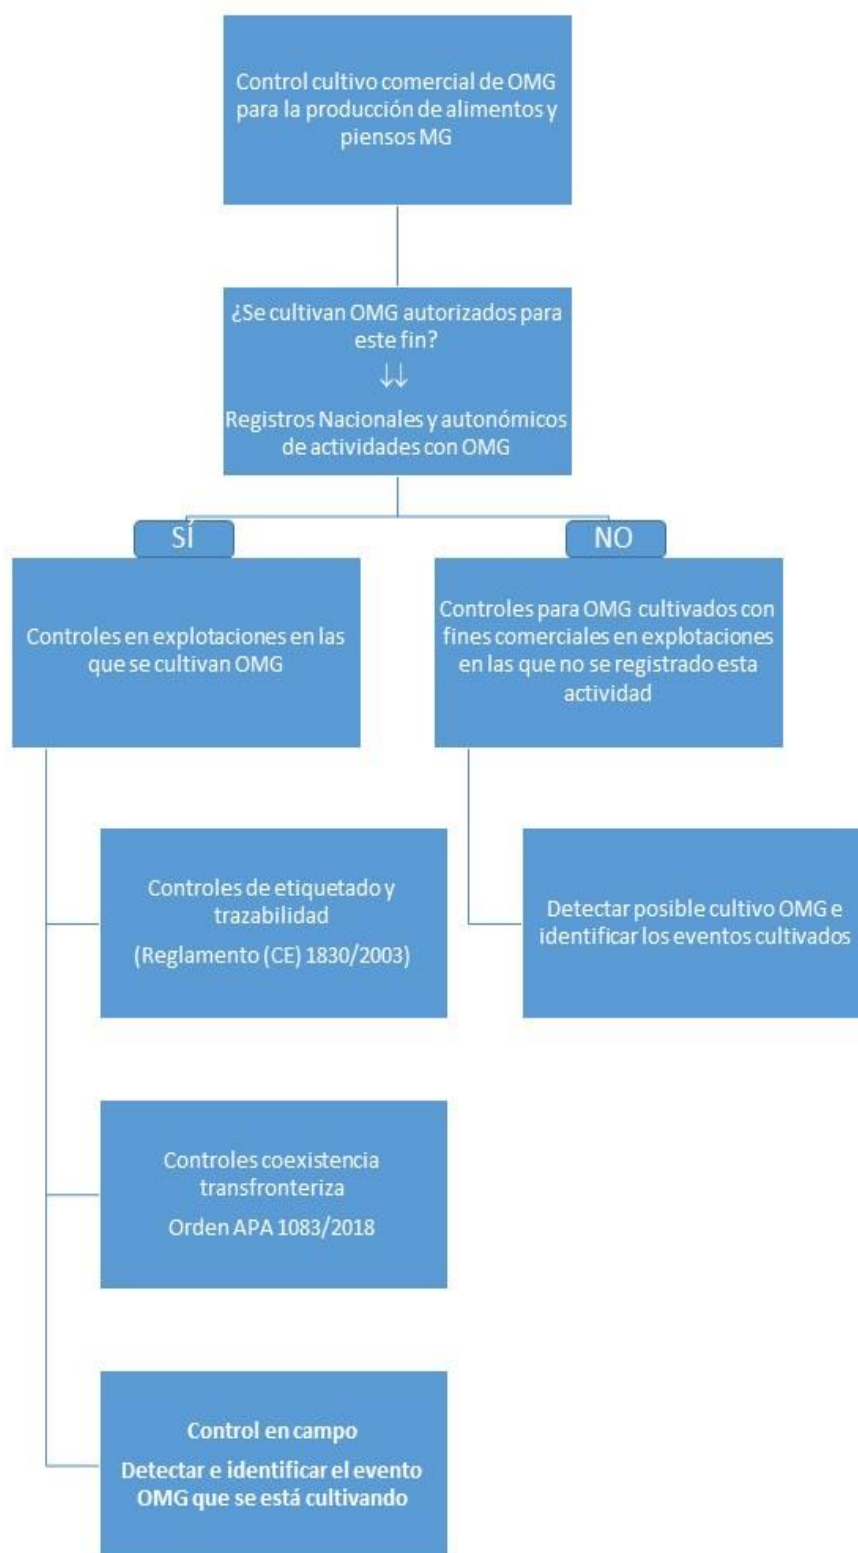 Control cultivo comercial de OMG
para la producción de alimentos y
piensos MG
¿Se cultivan OMG autorizados para
este fin?
↓↓
Registros Nacionales y autonómicos
de actividades con OMG
SÍ
NO
Controles en explotaciones en las
que se cultivan OMG
Controles para OMG cultivados con
fines comerciales en explotaciones
en las que no se registrado esta
actividad
Controles de etiquetado y
trazabilidad
(Reglamento (CE) 1830/2003)
Detectar posible cultivo OMG e
identificar los eventos cultivados
Controles coexistencia
transfronteriza
Orden APA 1083/2018
Control en campo
Detectar e identificar el evento
OMG que se está cultivando